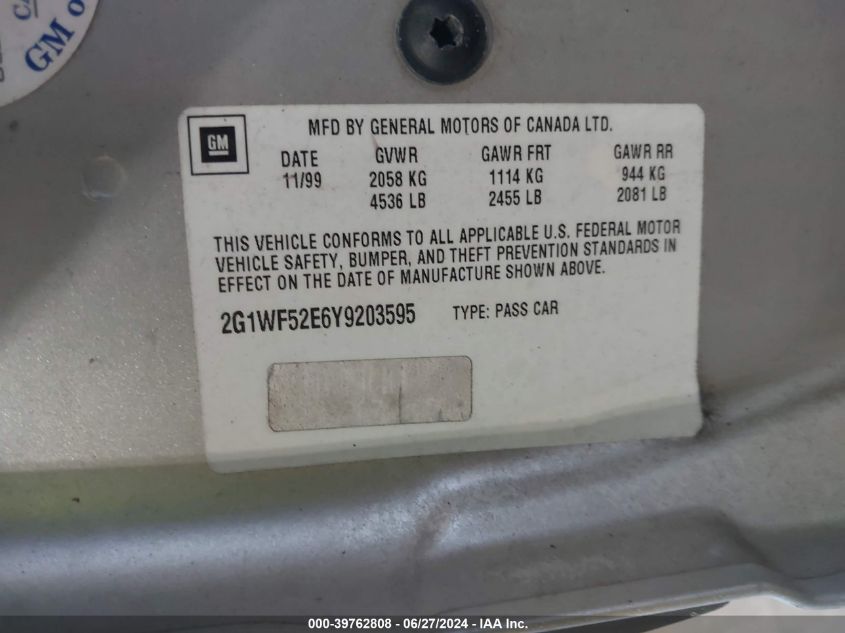 GM o
GM
MFD BY GENERAL MOTORS OF CANADA LTD.
DATE GVWR GAWR FRT GAWR RR
11/99 2058 KG 1114 KG 944 KG
4536 LB 2455 LB 2081 LB
THIS VEHICLE CONFORMS TO ALL APPLICABLE U.S. FEDERAL MOTOR
VEHICLE SAFETY, BUMPER, AND THEFT PREVENTION STANDARDS IN
EFFECT ON THE DATE OF MANUFACTURE SHOWN ABOVE.
2G1WF52E6Y9203595 TYPE: PASS CAR
000-39762808 - 06/27/2024 - IAA Inc.